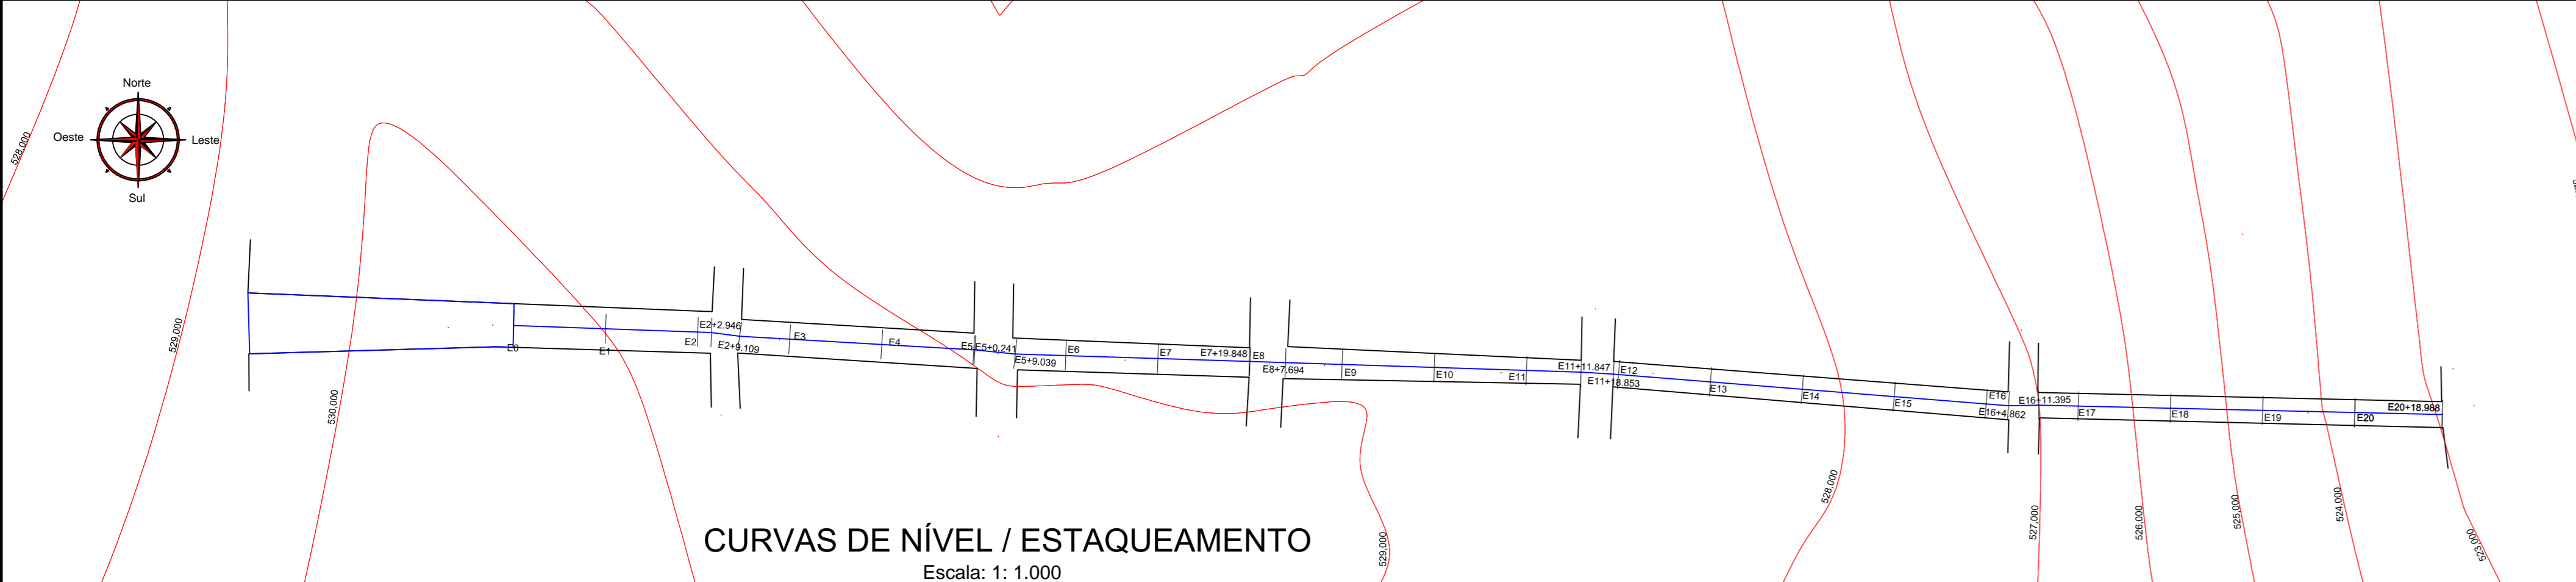 Norte
Oeste
Leste
Sul
528,000
529,000
530,000
E0
E1
E2
E2+2.946
E2+9.109
E3
E4
E5
E5+0.241
E5+9.039
E6
E7
E7+19.848
E8
E8+7.694
E9
E10
E11
E11+11.847
E11+18.853
E12
E13
E14
E15
E16
E16+4.862
E16+11.395
E17
E18
E19
E20
E20+18.988
529,000
528,000
527,000
526,000
525,000
524,000
523,000
CURVAS DE NÍVEL / ESTAQUEAMENTO
Escala: 1: 1.000